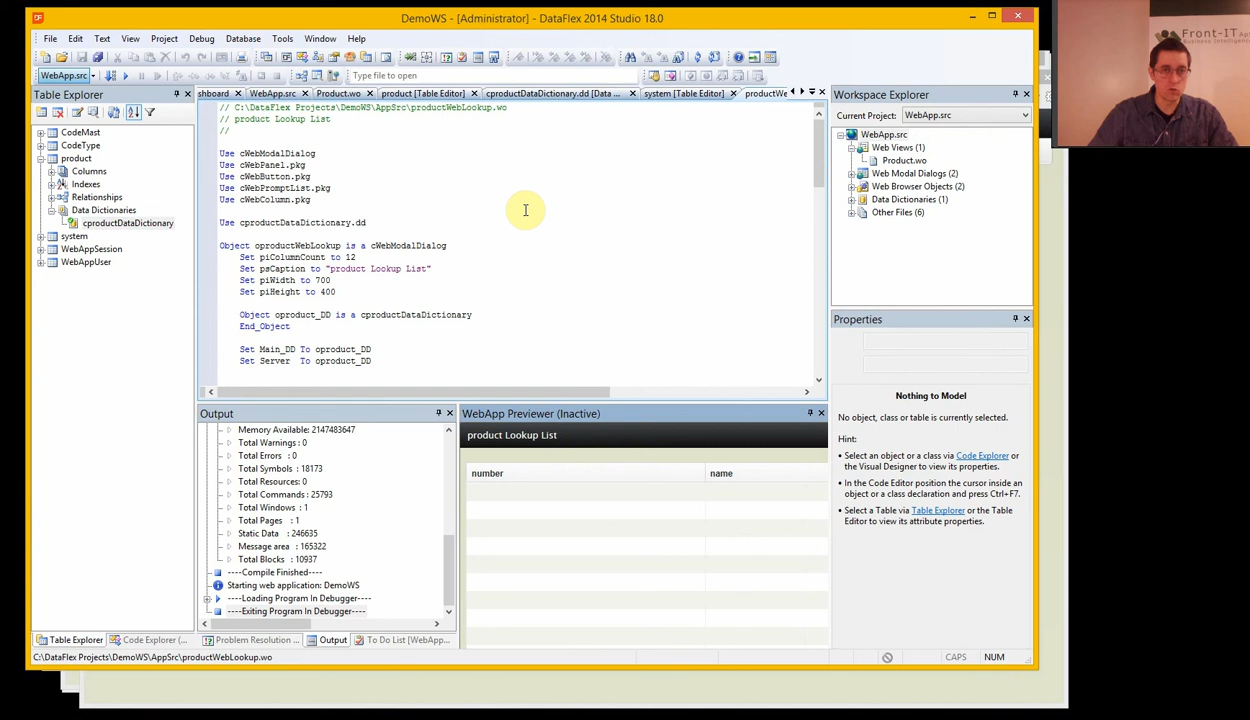 DemoWS - [Administrator] - DataFlex 2014 Studio 18.0
File Edit Text View Project Debug Database Tools Window Help
WebApp.src
Type file to open
Table Explorer
CodeMast
CodeType
product
Columns
Indexes
Relationships
Data Dictionaries
cproductDataDictionary
system
WebAppSession
WebAppUser
shboard WebApp.src Product.wo product [Table Editor] cproductDataDictionary.dd [Data ... system [Table Editor] productWe
// C:\DataFlex Projects\DemoWS\AppSrc\productWebLookup.wo
// product Lookup List
//
Use cWebModalDialog
Use cWebPanel.pkg
Use cWebButton.pkg
Use cWebPromptList.pkg
Use cWebColumn.pkg
Use cproductDataDictionary.dd
Object oproductWebLookup is a cWebModalDialog
Set piColumnCount to 12
Set psCaption to "product Lookup List"
Set piWidth to 700
Set piHeight to 400
Object oproduct_DD is a cproductDataDictionary
End_Object
Set Main_DD To oproduct_DD
Set Server To oproduct_DD
Workspace Explorer
Current Project: WebApp.src
WebApp.src
Web Views (1)
Product.wo
Web Modal Dialogs (2)
Web Browser Objects (2)
Data Dictionaries (1)
Other Files (6)
Properties
Nothing to Model
No object, class or table is currently selected.
Hint:
• Select an object or a class via Code Explorer or
the Visual Designer to view its properties.
• In the Code Editor position the cursor inside an
object or a class declaration and press Ctrl+F7.
• Select a Table via Table Explorer or the Table
Editor to view its attribute properties.
Output
Memory Available: 2147483647
Total Warnings: 0
Total Errors : 0
Total Symbols : 18173
Total Resources: 0
Total Commands: 25793
Total Windows : 1
Total Pages : 1
Static Data : 246635
Message area : 165322
Total Blocks : 10937
----Compile Finished----
Starting web application: DemoWS
----Loading Program In Debugger----
----Exiting Program In Debugger----
WebApp Previewer (Inactive)
product Lookup List
number name
Table Explorer Code Explorer (... Problem Resolution ... Output To Do List [WebApp...
C:\DataFlex Projects\DemoWS\AppSrc\productWebLookup.wo
CAPS NUM
Front-IT ApS
Business Intelligence